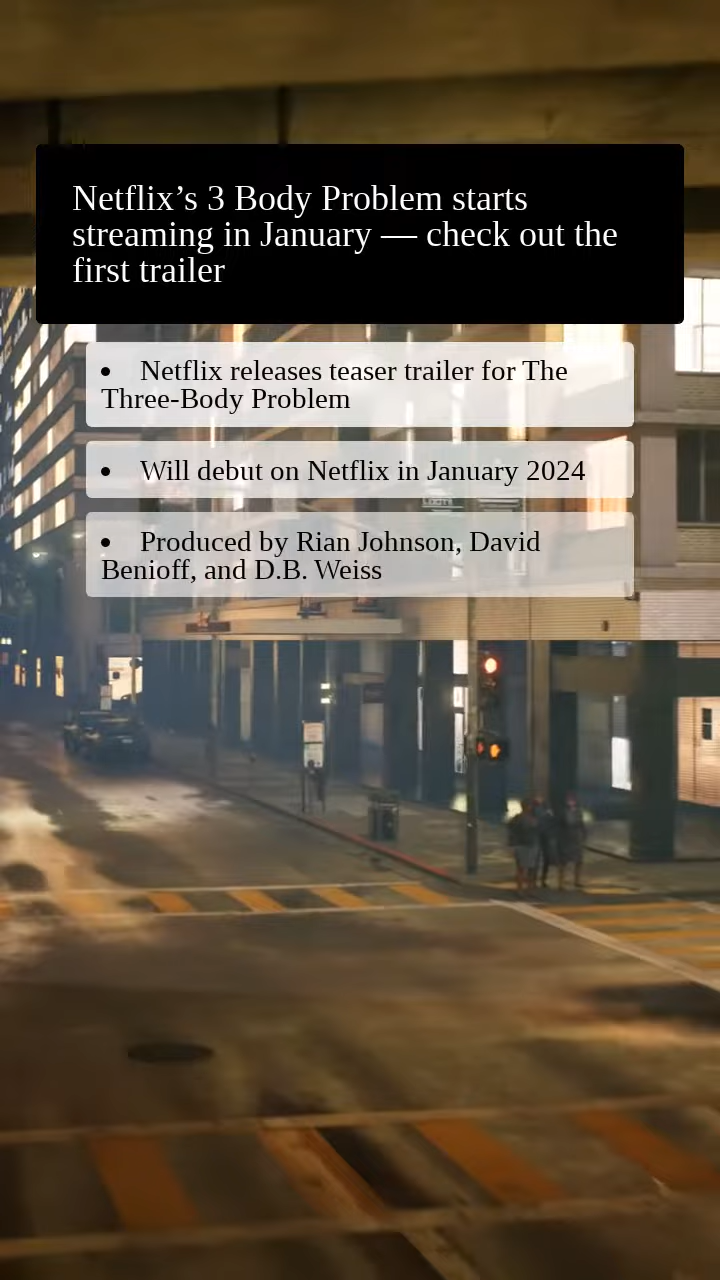 Netflix’s 3 Body Problem starts
streaming in January — check out the
first trailer
• Netflix releases teaser trailer for The
Three-Body Problem
• Will debut on Netflix in January 2024
• Produced by Rian Johnson, David
Benioff, and D.B. Weiss